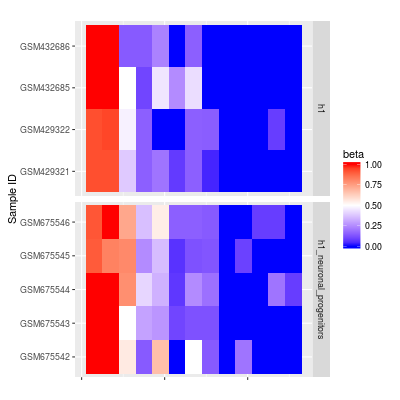 GSM432686
GSM432685
GSM429322
GSM429321
GSM675546
GSM675545
GSM675544
GSM675543
GSM675542
Sample ID
h1
h1_neuronal_progenitors
beta
1.00
0.75
0.50
0.25
0.00